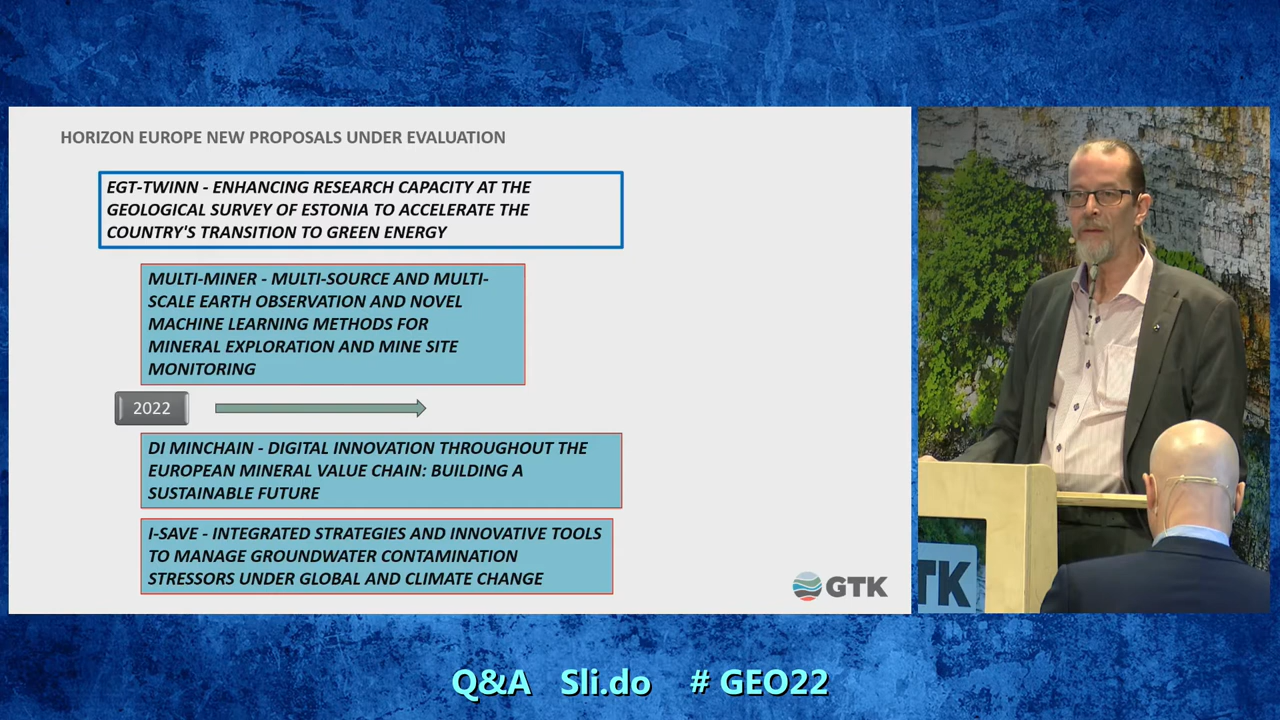 HORIZON EUROPE NEW PROPOSALS UNDER EVALUATION
EGT-TWINN - ENHANCING RESEARCH CAPACITY AT THE
GEOLOGICAL SURVEY OF ESTONIA TO ACCELERATE THE
COUNTRY'S TRANSITION TO GREEN ENERGY
MULTI-MINER - MULTI-SOURCE AND MULTI-
SCALE EARTH OBSERVATION AND NOVEL
MACHINE LEARNING METHODS FOR
MINERAL EXPLORATION AND MINE SITE
MONITORING
2022
DI MINCHAIN - DIGITAL INNOVATION THROUGHOUT THE
EUROPEAN MINERAL VALUE CHAIN: BUILDING A
SUSTAINABLE FUTURE
I-SAVE - INTEGRATED STRATEGIES AND INNOVATIVE TOOLS
TO MANAGE GROUNDWATER CONTAMINATION
STRESSORS UNDER GLOBAL AND CLIMATE CHANGE
GTK
TK
Q&A Sli.do # GEO22